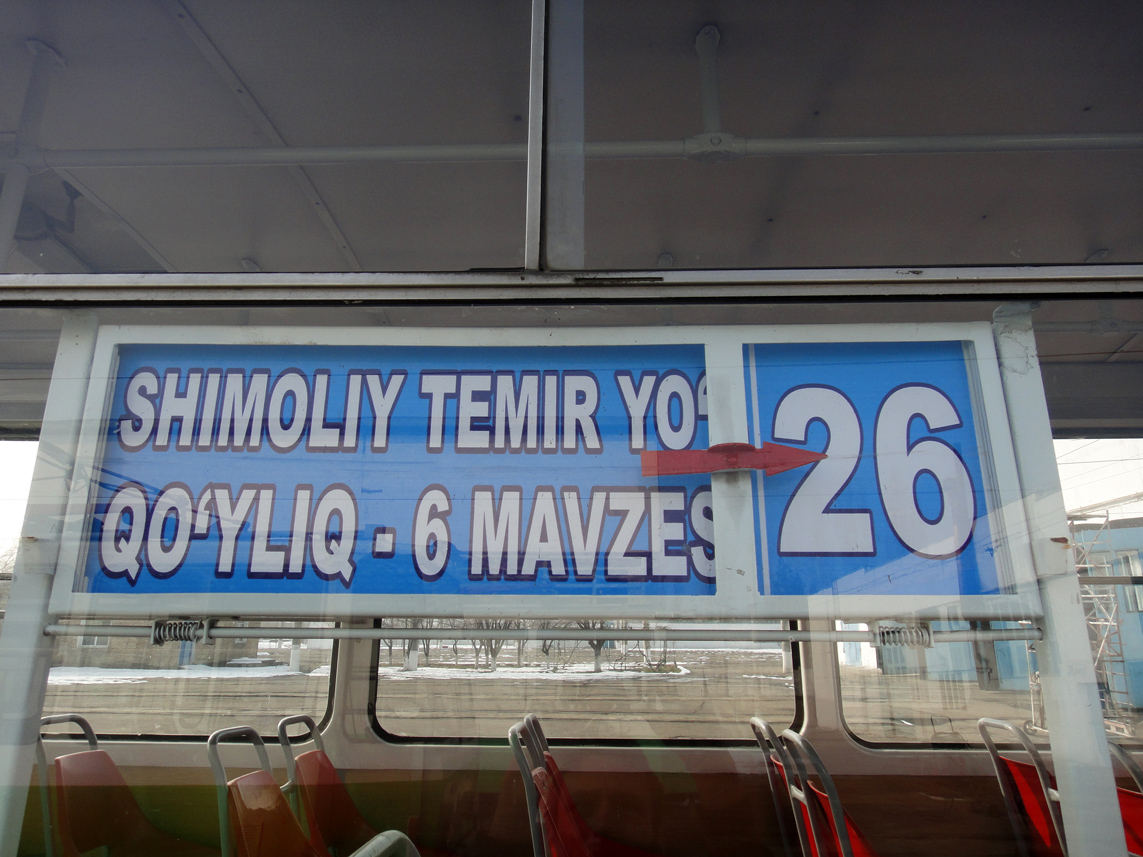 SHIMOLIY TEMIR YO‘
QO‘YLIQ - 6 MAVZES
26